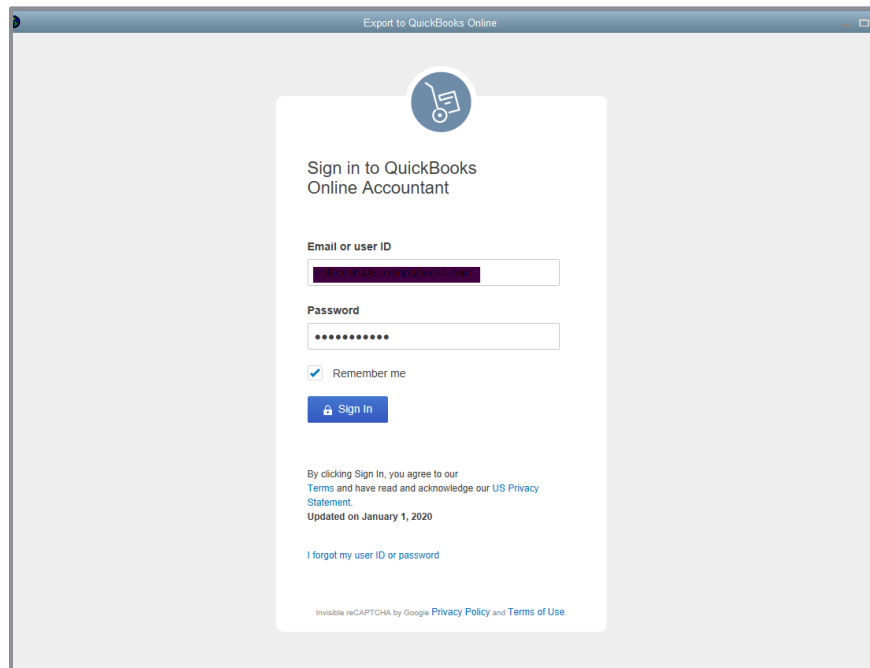 Export to QuickBooks Online
Sign in to QuickBooks
Online Accountant
Email or user ID
Password
Remember me
Sign In
By clicking Sign In, you agree to our
Terms and have read and acknowledge our US Privacy
Statement.
Updated on January 1, 2020
I forgot my user ID or password
Invisible reCAPTCHA by Google Privacy Policy and Terms of Use.